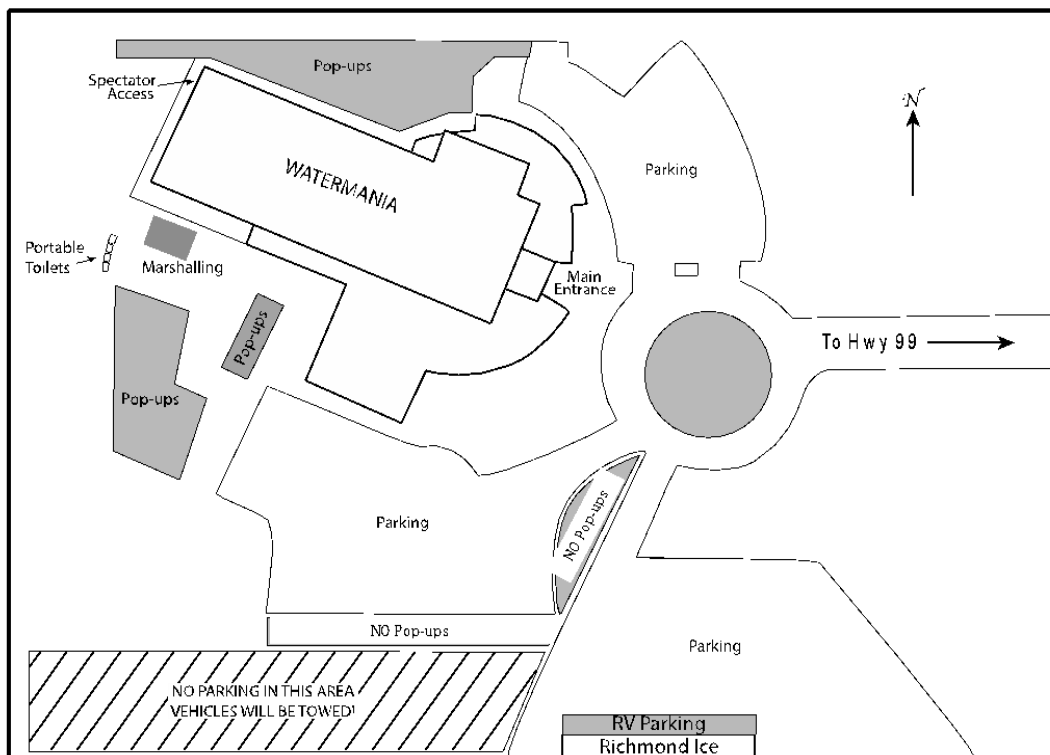 Pop-ups
Spectator
Access
N
Parking
WATERMANIA
Portable
Toilets
Marshalling
Main
Entrance
Pop-ups
To Hwy 99
Pop-ups
NO Pop-ups
Parking
NO Pop-ups
Parking
NO PARKING IN THIS AREA
VEHICLES WILL BE TOWED!
RV Parking
Richmond Ice